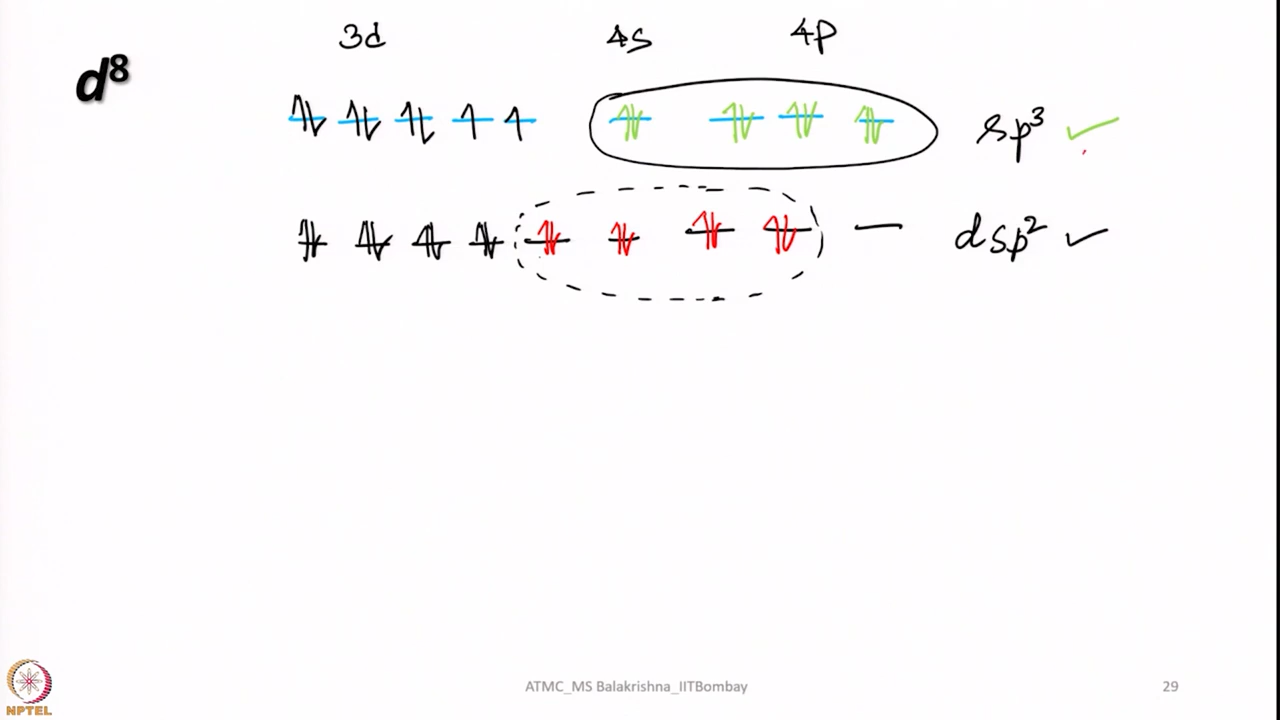 3d 4s 4p
d⁸
sp³
dsp²
NPTEL
ATMC_MS Balakrishna_IITBombay 29